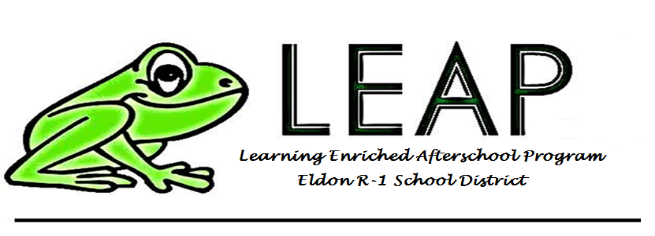 LEAP
Learning Enriched Afterschool Program
Eldon R-1 School District